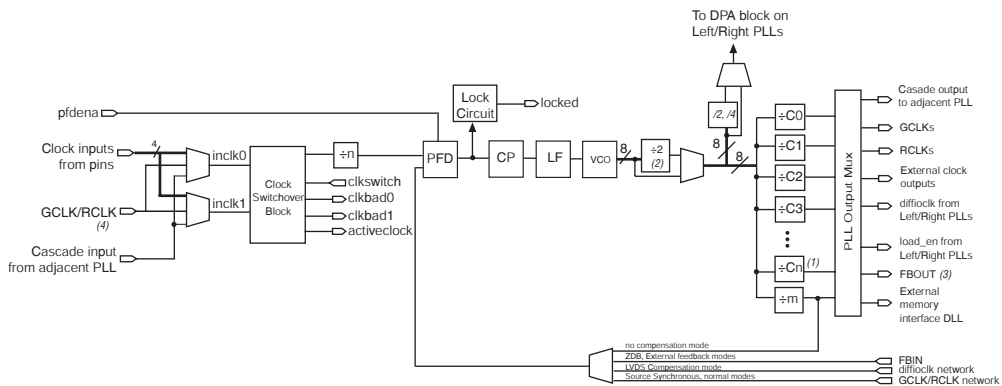 To DPA block on
Left/Right PLLs
pfdena
Lock
Circuit
locked
/2, /4
Casade output
to adjacent PLL
Clock inputs
from pins
4
inclk0
÷n
PFD
CP
LF
VCO
8
÷2
(2)
8
8
÷C0
÷C1
÷C2
÷C3
÷Cn
(1)
÷m
PLL Output Mux
GCLKs
RCLKs
External clock
outputs
diffioclk from
Left/Right PLLs
load_en from
Left/Right PLLs
FBOUT (3)
External
memory
interface DLL
GCLK/RCLK
(4)
inclk1
Clock
Switchover
Block
clkswitch
clkbad0
clkbad1
activeclock
Cascade input
from adjacent PLL
no compensation mode
ZDB, External feedback modes
LVDS Compensation mode
Source Synchronous, normal modes
FBIN
diffioclk network
GCLK/RCLK network